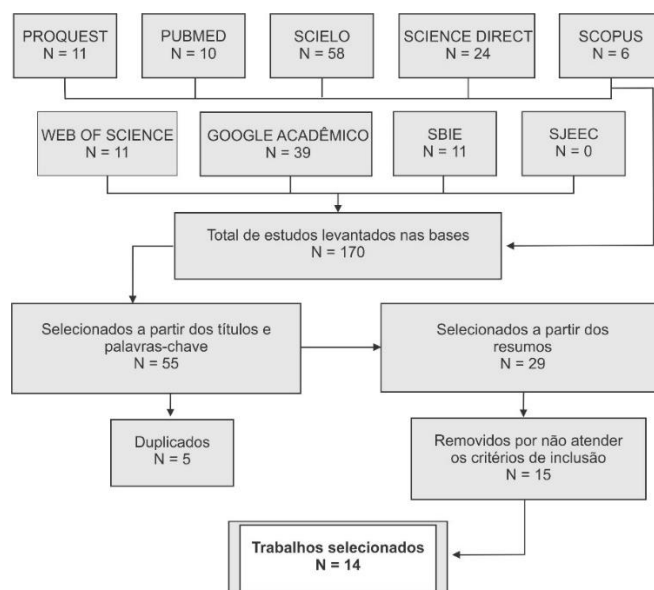 PROQUEST
N = 11
PUBMED
N = 10
SCIELO
N = 58
SCIENCE DIRECT
N = 24
SCOPUS
N = 6
WEB OF SCIENCE
N = 11
GOOGLE ACADÊMICO
N = 39
SBIE
N = 11
SJEEC
N = 0
Total de estudos levantados nas bases
N = 170
Selecionados a partir dos títulos e
palavras-chave
N = 55
Selecionados a partir dos
resumos
N = 29
Duplicados
N = 5
Removidos por não atender
os critérios de inclusão
N = 15
Trabalhos selecionados
N = 14